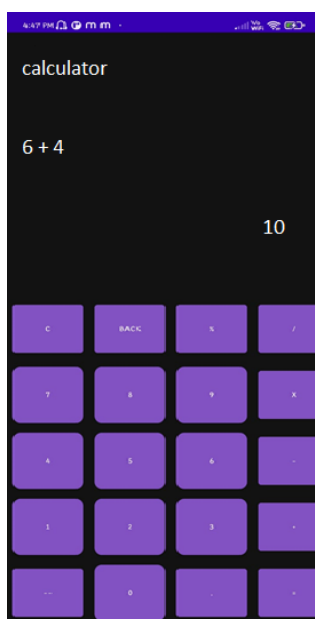 4:47 PM
calculator
6 + 4
10
C BACK % /
7 8 9 X
4 5 6 -
1 2 3
0 .